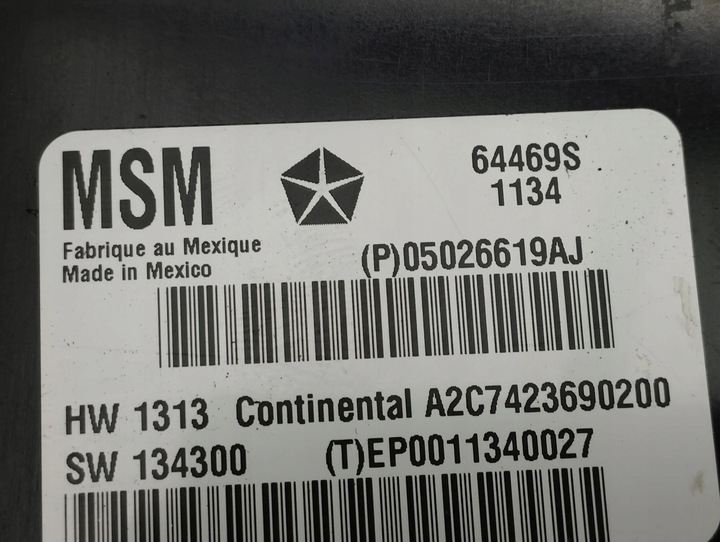 MSM
64469S
1134
Fabrique au Mexique
Made in Mexico
(P)05026619AJ
HW 1313 Continental A2C7423690200
SW 134300 (T)EP0011340027